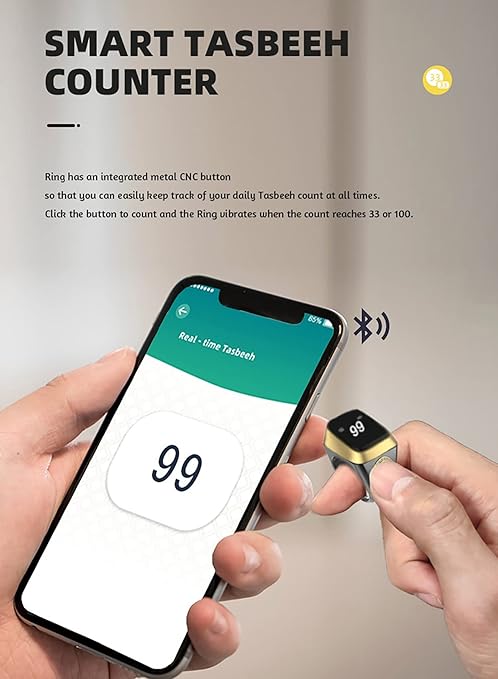 SMART TASBEEH
COUNTER
33
33
Ring has an integrated metal CNC button
so that you can easily keep track of your daily Tasbeeh count at all times.
Click the button to count and the Ring vibrates when the count reaches 33 or 100.
85%
Real - time Tasbeeh
99
99